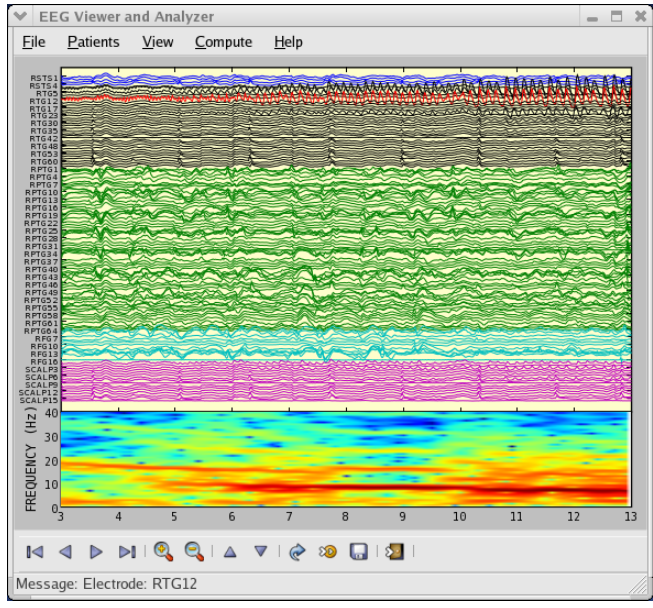 EEG Viewer and Analyzer
File Patients View Compute Help
RSTS1
RSTS4
RTG5
RTG12
RTG17
RTG23
RTG30
RTG35
RTG42
RTG48
RTG53
RTG60
RPTG1
RPTG4
RPTG7
RPTG10
RPTG13
RPTG16
RPTG19
RPTG22
RPTG25
RPTG28
RPTG31
RPTG34
RPTG37
RPTG40
RPTG43
RPTG46
RPTG49
RPTG52
RPTG55
RPTG58
RPTG61
RPTG64
RFG7
RFG10
RFG13
RFG16
SCALP3
SCALP6
SCALP9
SCALP12
SCALP15
FREQUENCY (Hz)
40
30
20
10
0
3 4 5 6 7 8 9 10 11 12 13
Message: Electrode: RTG12